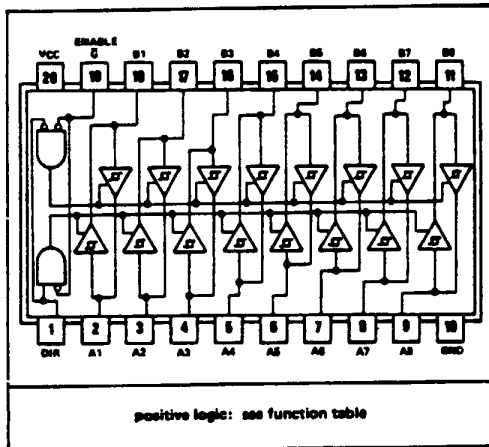 ENABLE
VCC G B1 B2 B3 B4 B5 B6 B7 B8
20 19 18 17 16 15 14 13 12 11
1 2 3 4 5 6 7 8 9 10
DIR A1 A2 A3 A4 A5 A6 A7 A8 GND
positive logic: see function table